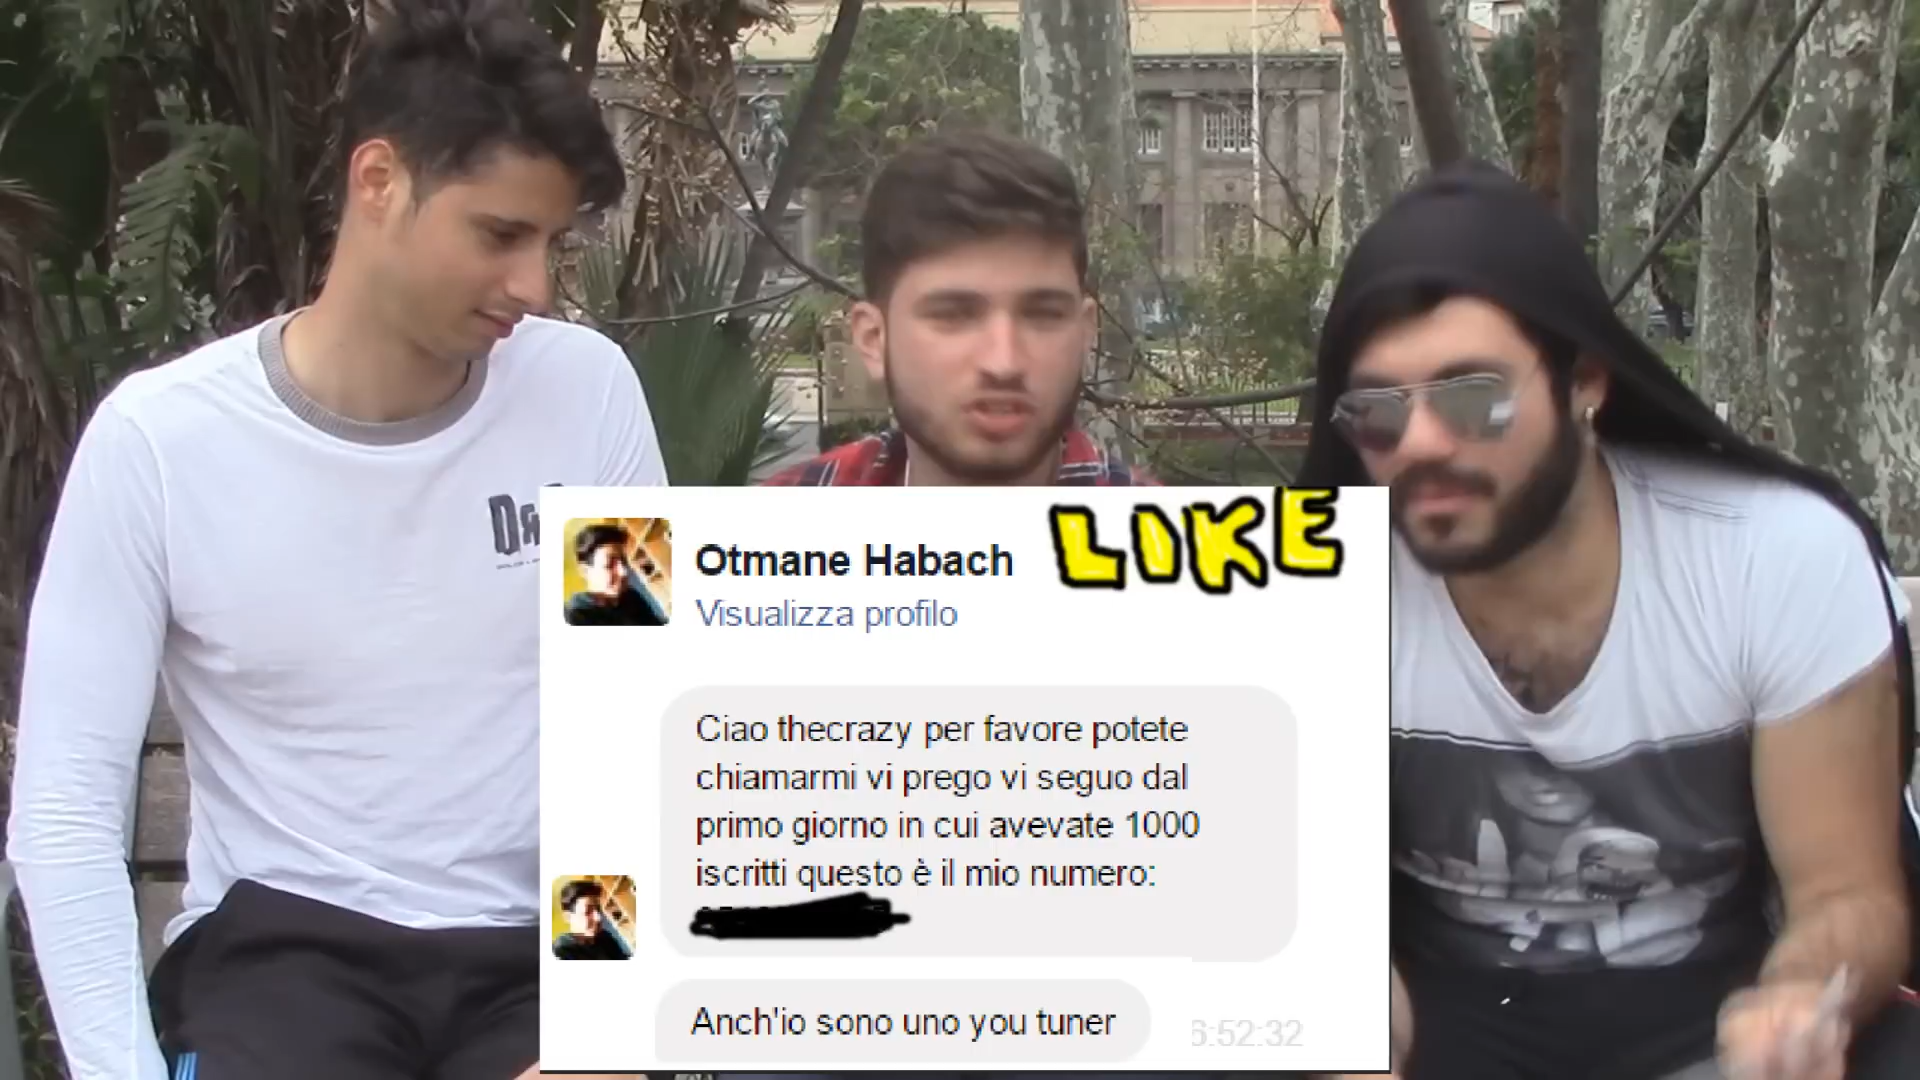 LIKE
Otmane Habach
Visualizza profilo
Ciao thecrazy per favore potete
chiamarmi vi prego vi seguo dal
primo giorno in cui avevate 1000
iscritti questo è il mio numero:
Anch'io sono uno you tuner
6:52:32